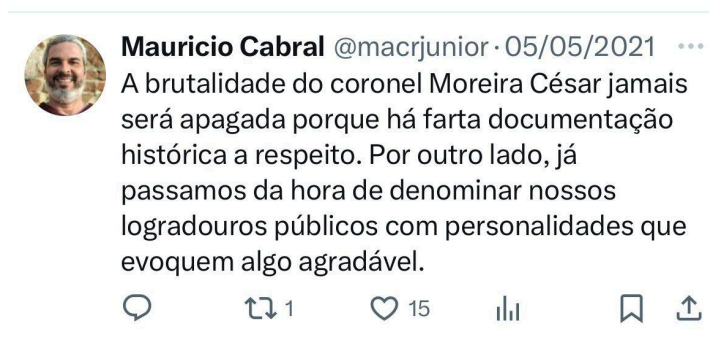 Mauricio Cabral @macrjunior · 05/05/2021
A brutalidade do coronel Moreira César jamais
será apagada porque há farta documentação
histórica a respeito. Por outro lado, já
passamos da hora de denominar nossos
logradouros públicos com personalidades que
evoquem algo agradável.
1 15